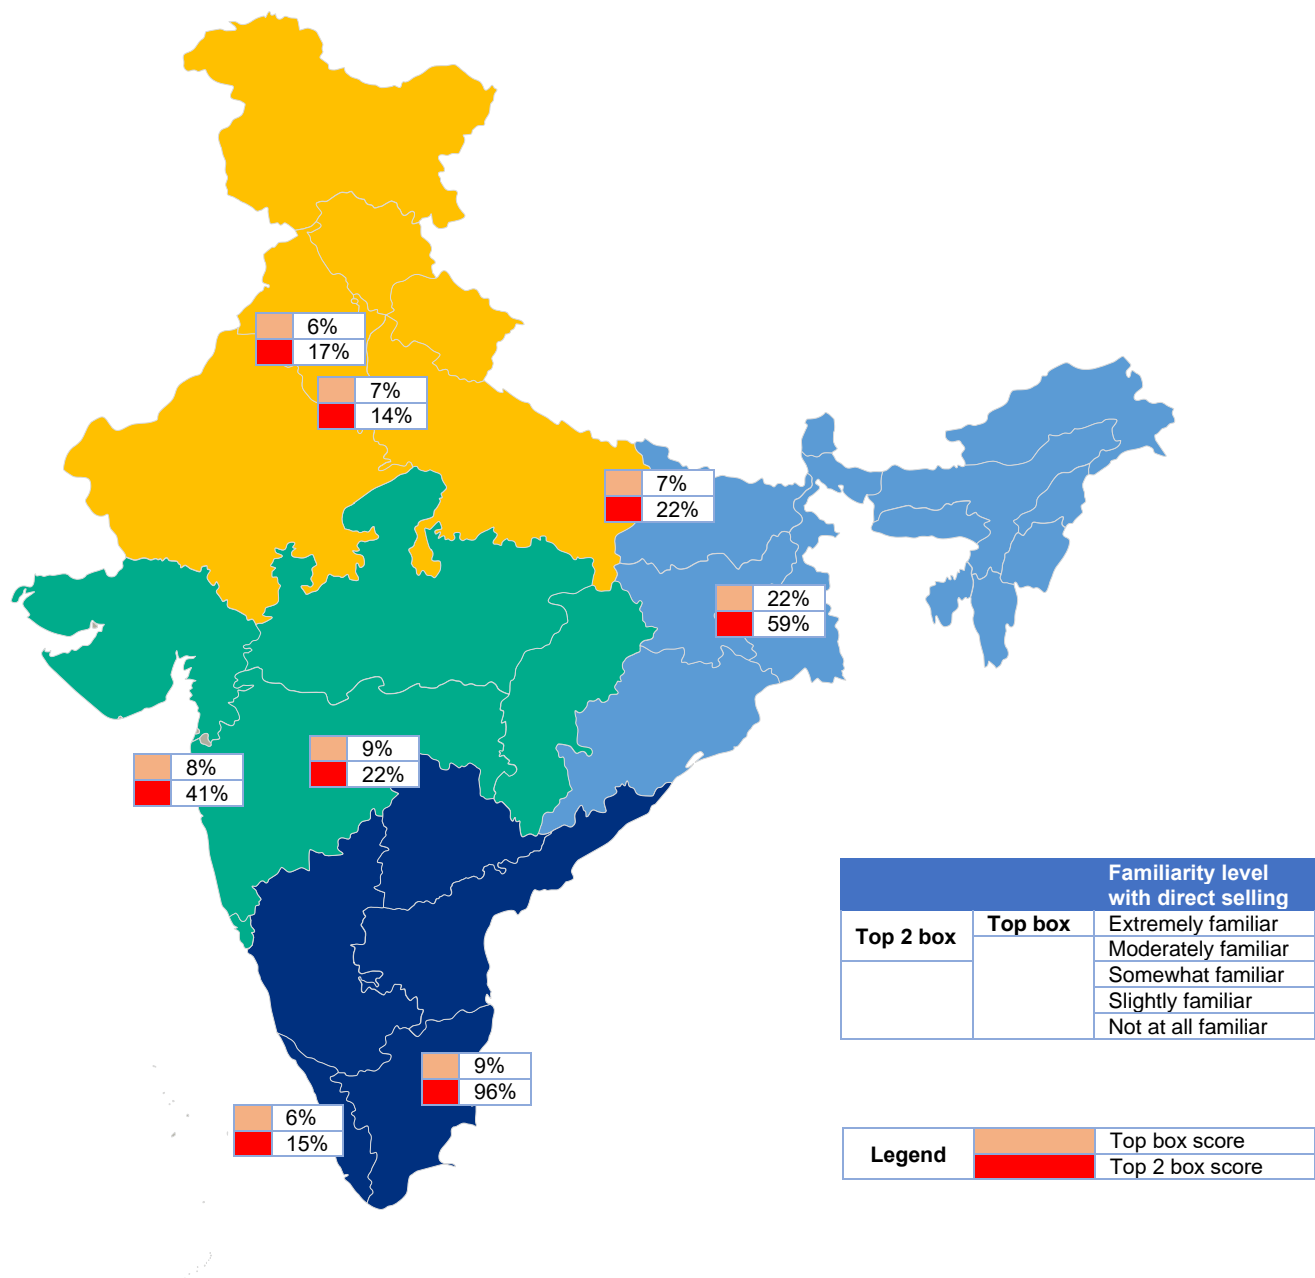 6%
17%
7%
14%
7%
22%
22%
59%
9%
22%
8%
41%
Familiarity level
with direct selling
Top 2 box
Top box
Extremely familiar
Moderately familiar
Somewhat familiar
Slightly familiar
Not at all familiar
9%
96%
6%
15%
Legend
Top box score
Top 2 box score